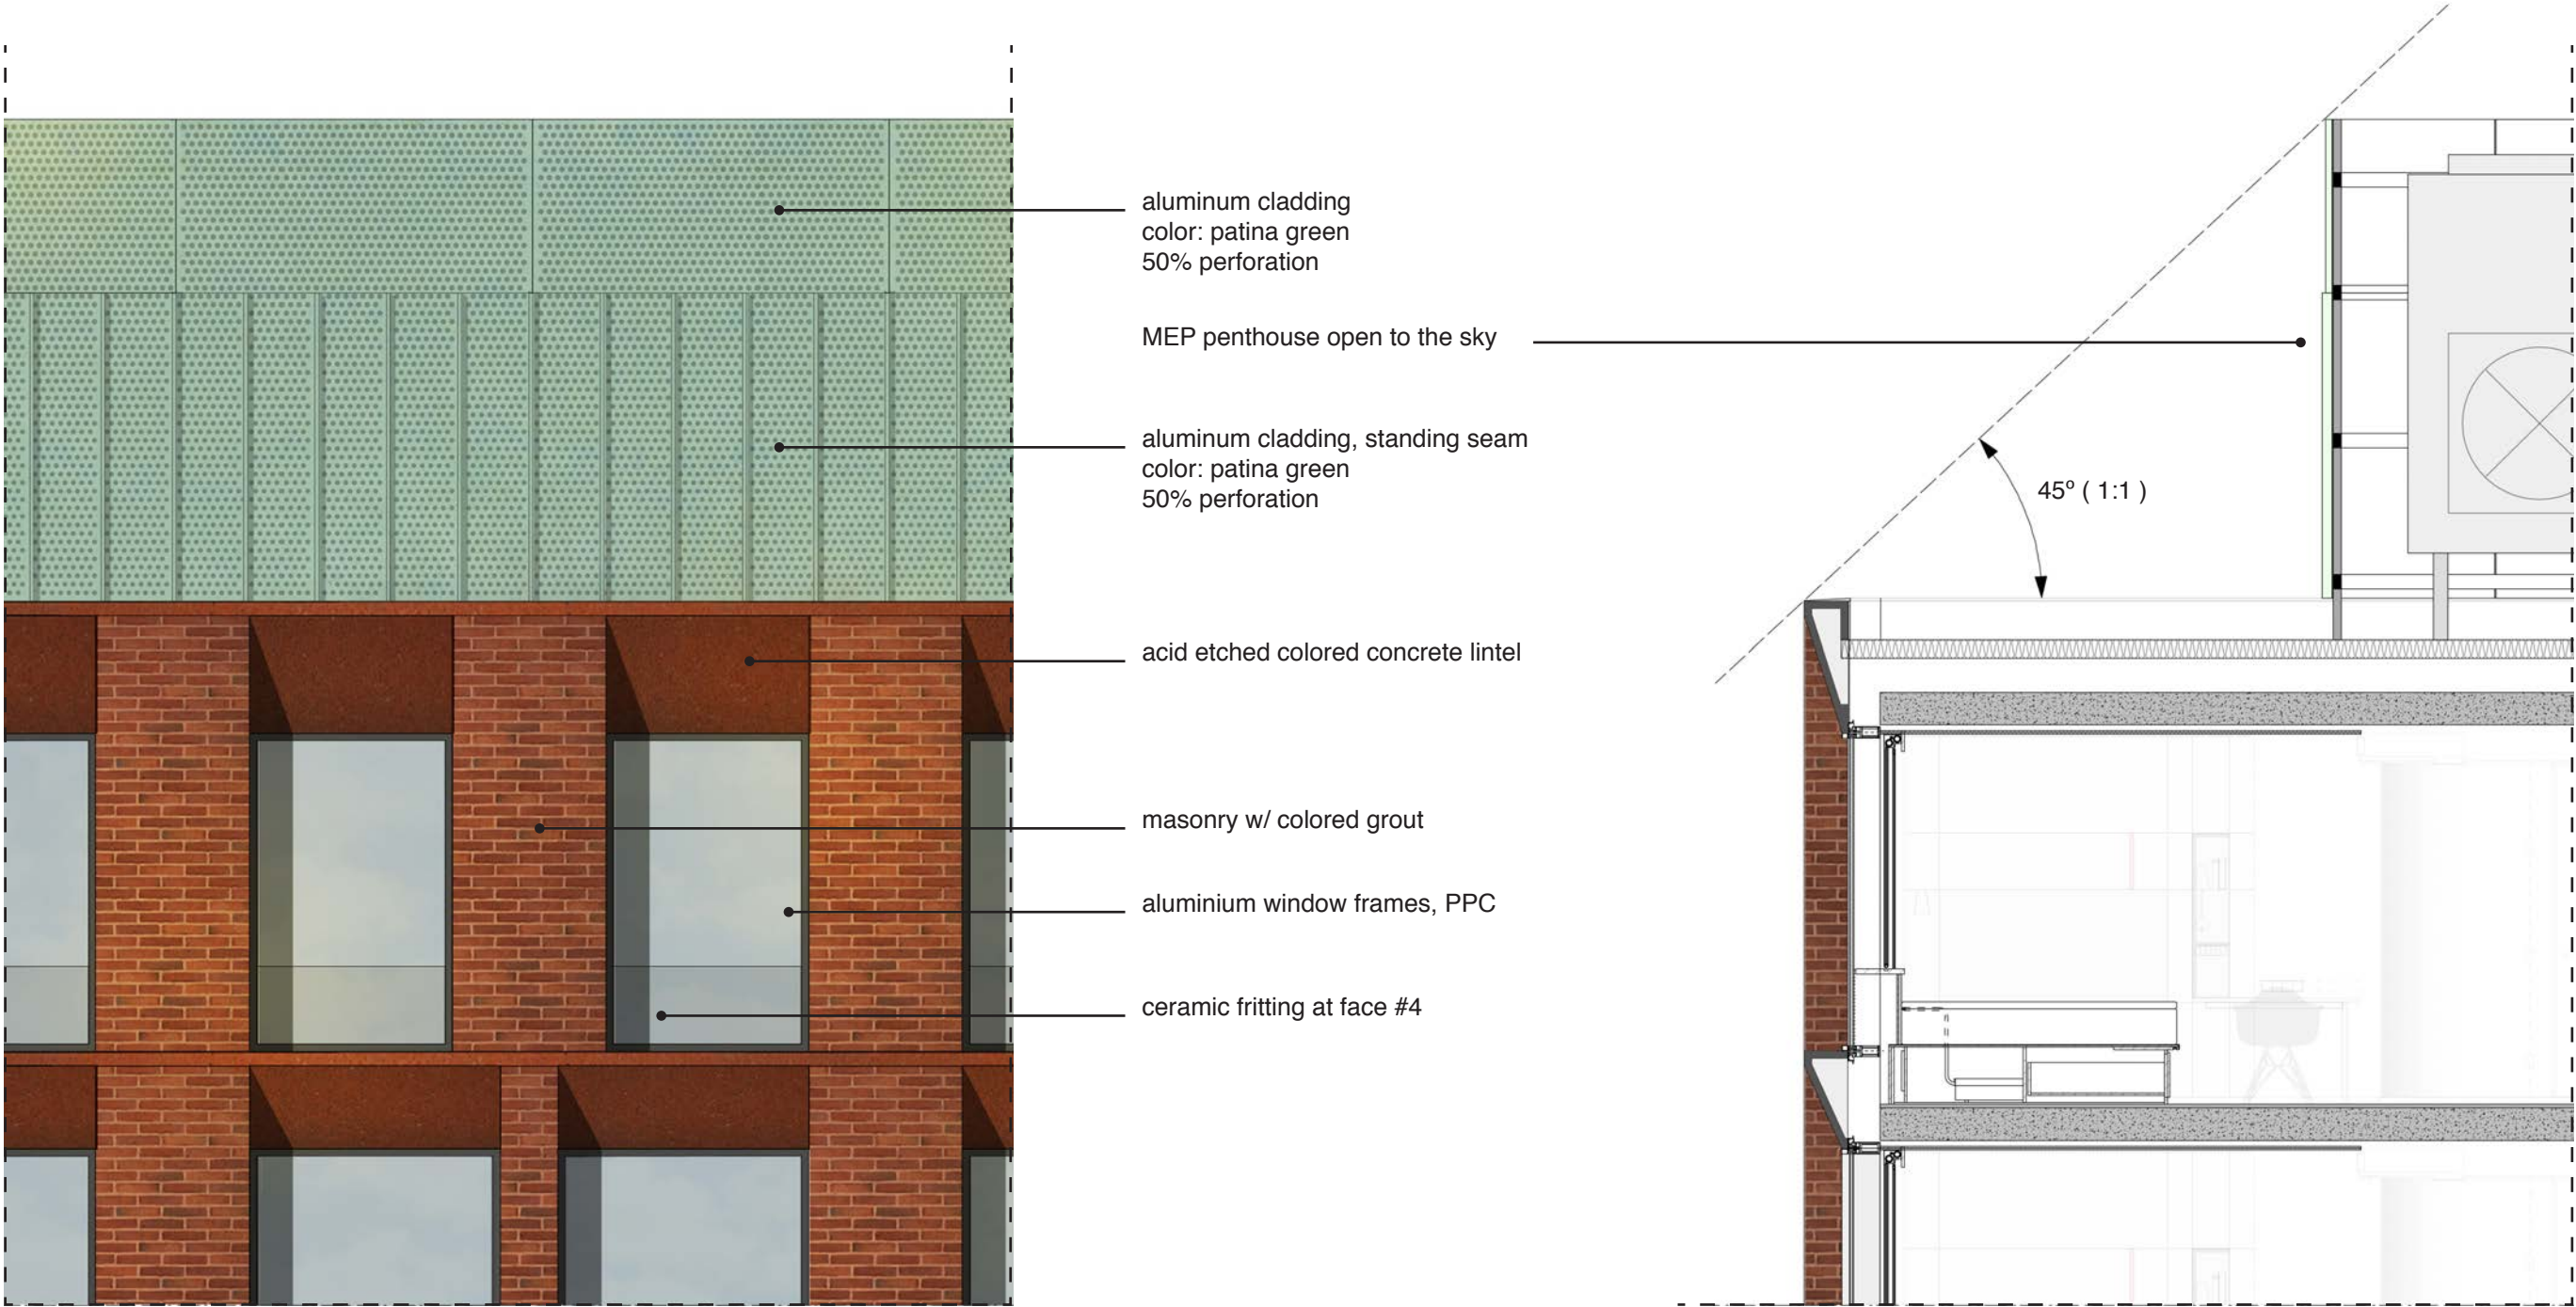 aluminum cladding
color: patina green
50% perforation
MEP penthouse open to the sky
aluminum cladding, standing seam
color: patina green
50% perforation
45º ( 1:1 )
acid etched colored concrete lintel
masonry w/ colored grout
aluminium window frames, PPC
ceramic fritting at face #4